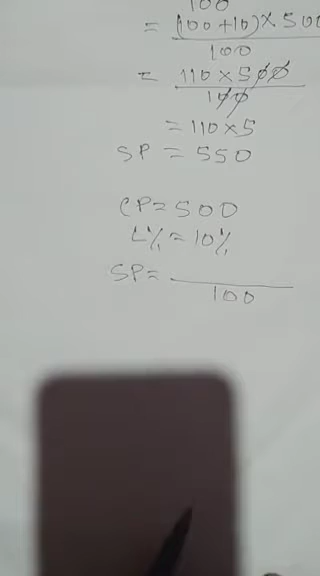 100
= (100+10)×500
100
= 110×500
100
= 110×5
SP = 550
CP=500
L%=10%
SP=
100